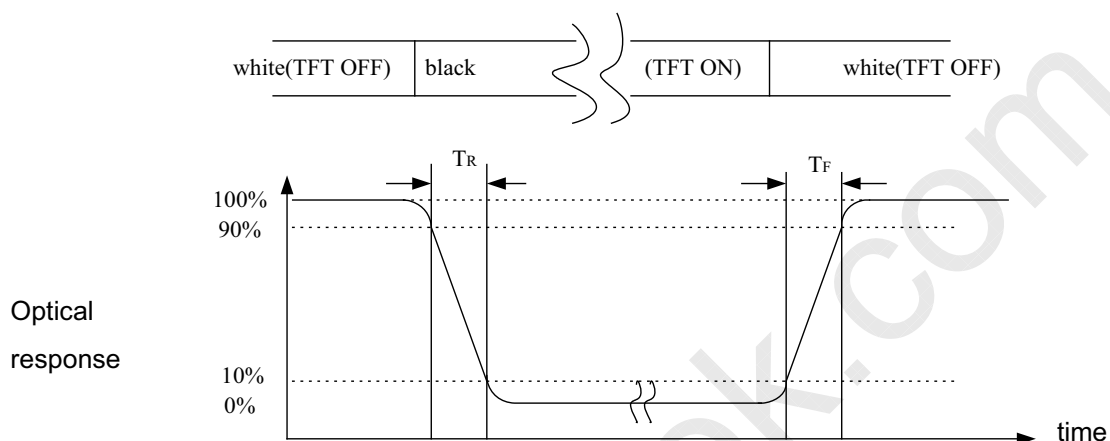 white(TFT OFF) black (TFT ON) white(TFT OFF)
TR TF
100%
90%
Optical
response
10%
0%
time